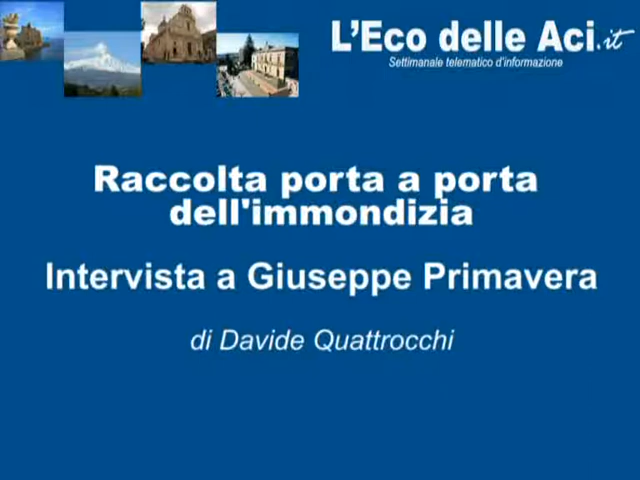 L'Eco delle Aci.it
Settimanale telematico d'informazione
Raccolta porta a porta
dell'immondizia
Intervista a Giuseppe Primavera
di Davide Quattrocchi